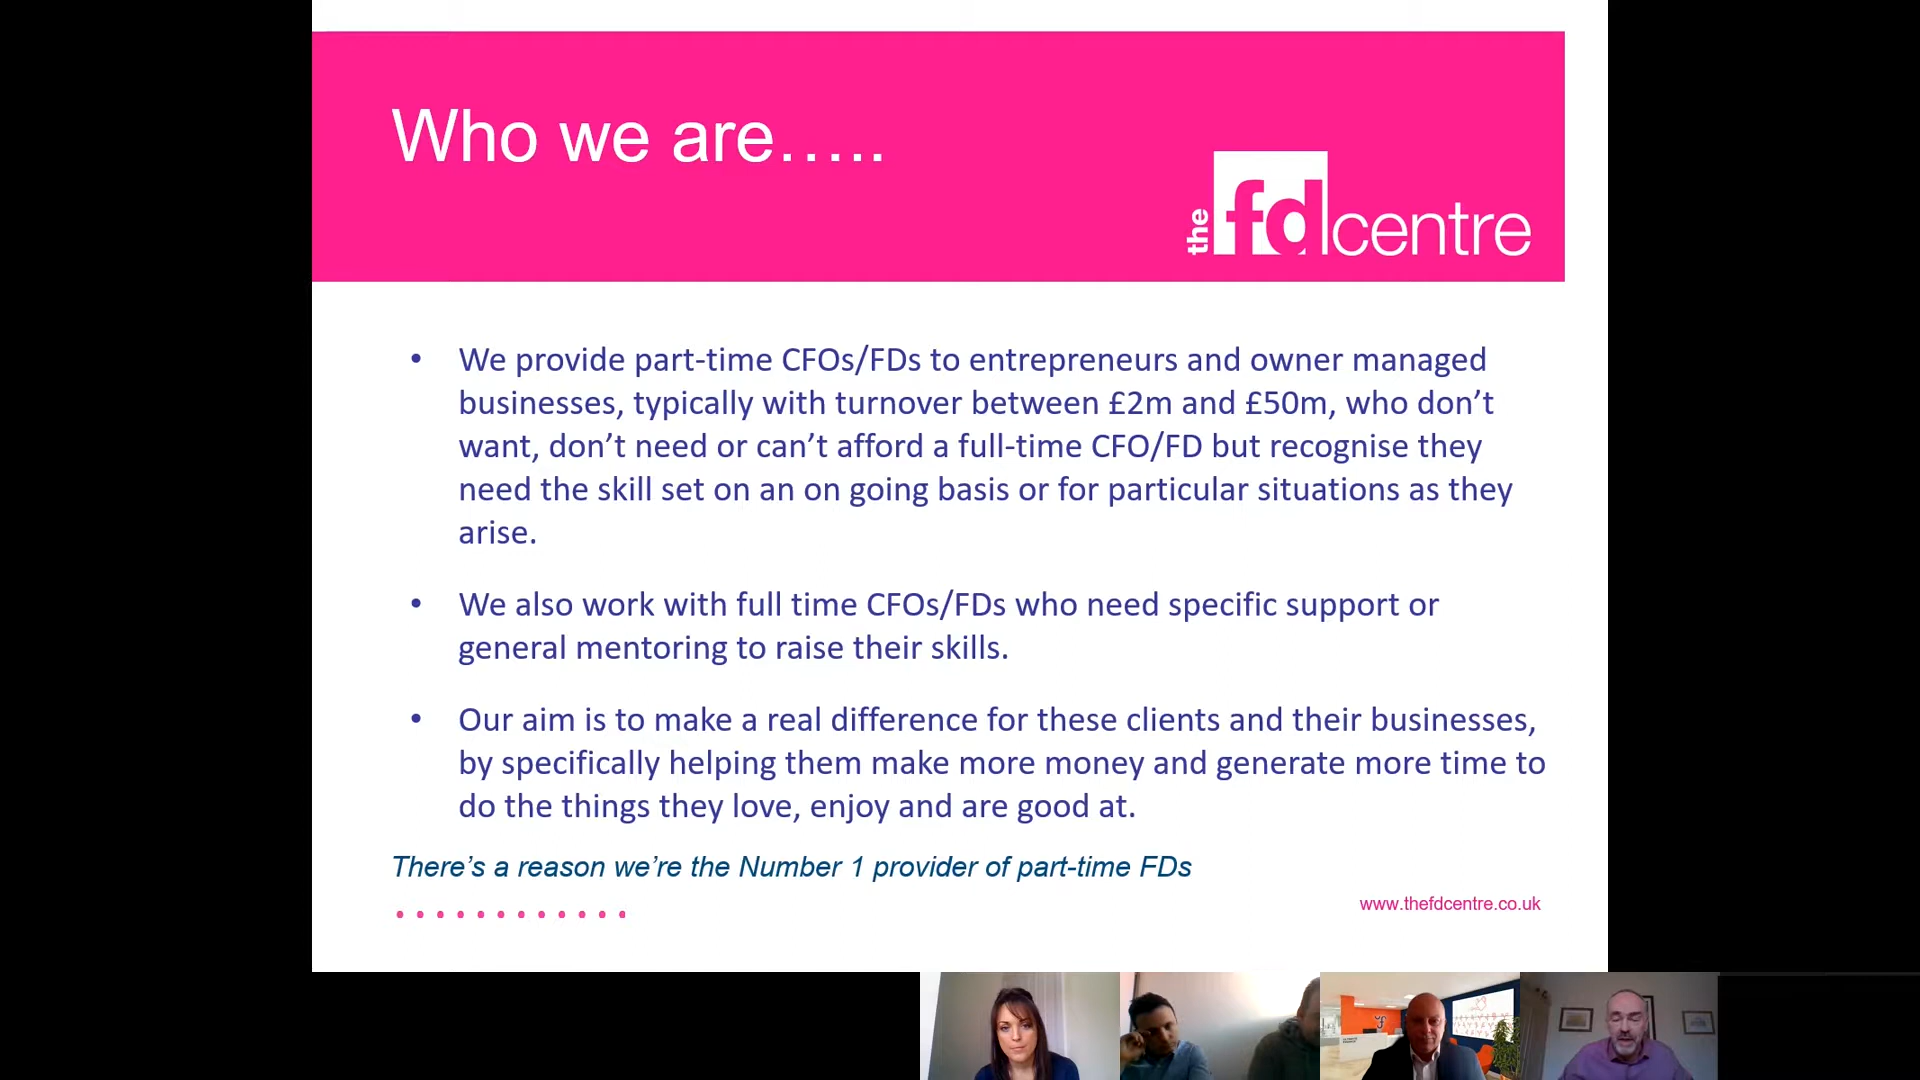 Who we are.....
the fd centre
• We provide part-time CFOs/FDs to entrepreneurs and owner managed
businesses, typically with turnover between £2m and £50m, who don’t
want, don’t need or can’t afford a full-time CFO/FD but recognise they
need the skill set on an on going basis or for particular situations as they
arise.
• We also work with full time CFOs/FDs who need specific support or
general mentoring to raise their skills.
• Our aim is to make a real difference for these clients and their businesses,
by specifically helping them make more money and generate more time to
do the things they love, enjoy and are good at.
There’s a reason we’re the Number 1 provider of part-time FDs
www.thefdcentre.co.uk